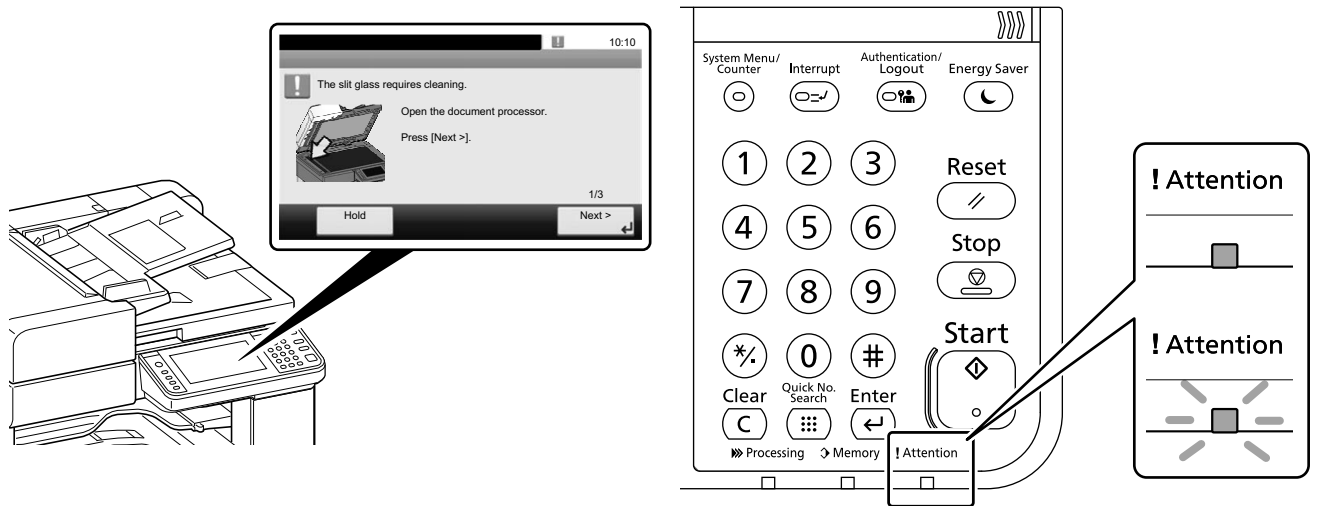 10:10
The slit glass requires cleaning.
Open the document processor.
Press [Next >].
1/3
Hold
Next >
System Menu/
Counter
Interrupt
Authentication/
Logout
Energy Saver
1
2
3
Reset
4
5
6
Stop
7
8
9
Start
*/.
0
#
Clear
Quick No.
Search
Enter
C
Processing
Memory
! Attention
! Attention
! Attention